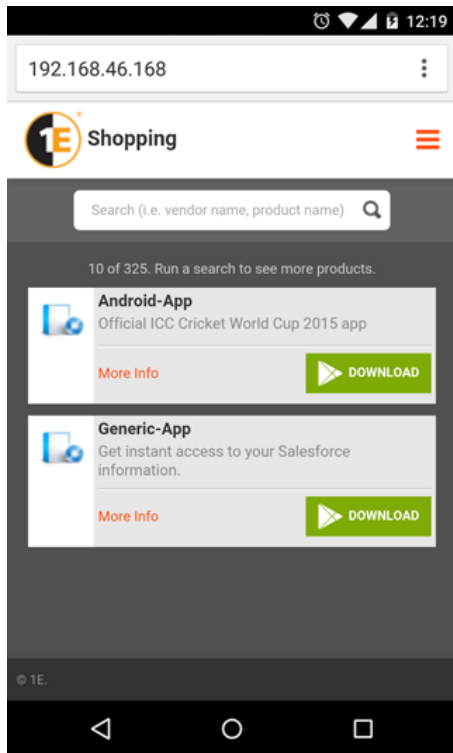 12:19
192.168.46.168
1E Shopping
Search (i.e. vendor name, product name)
10 of 325. Run a search to see more products.
Android-App
Official ICC Cricket World Cup 2015 app
More Info
DOWNLOAD
Generic-App
Get instant access to your Salesforce
information.
More Info
DOWNLOAD
© 1E.